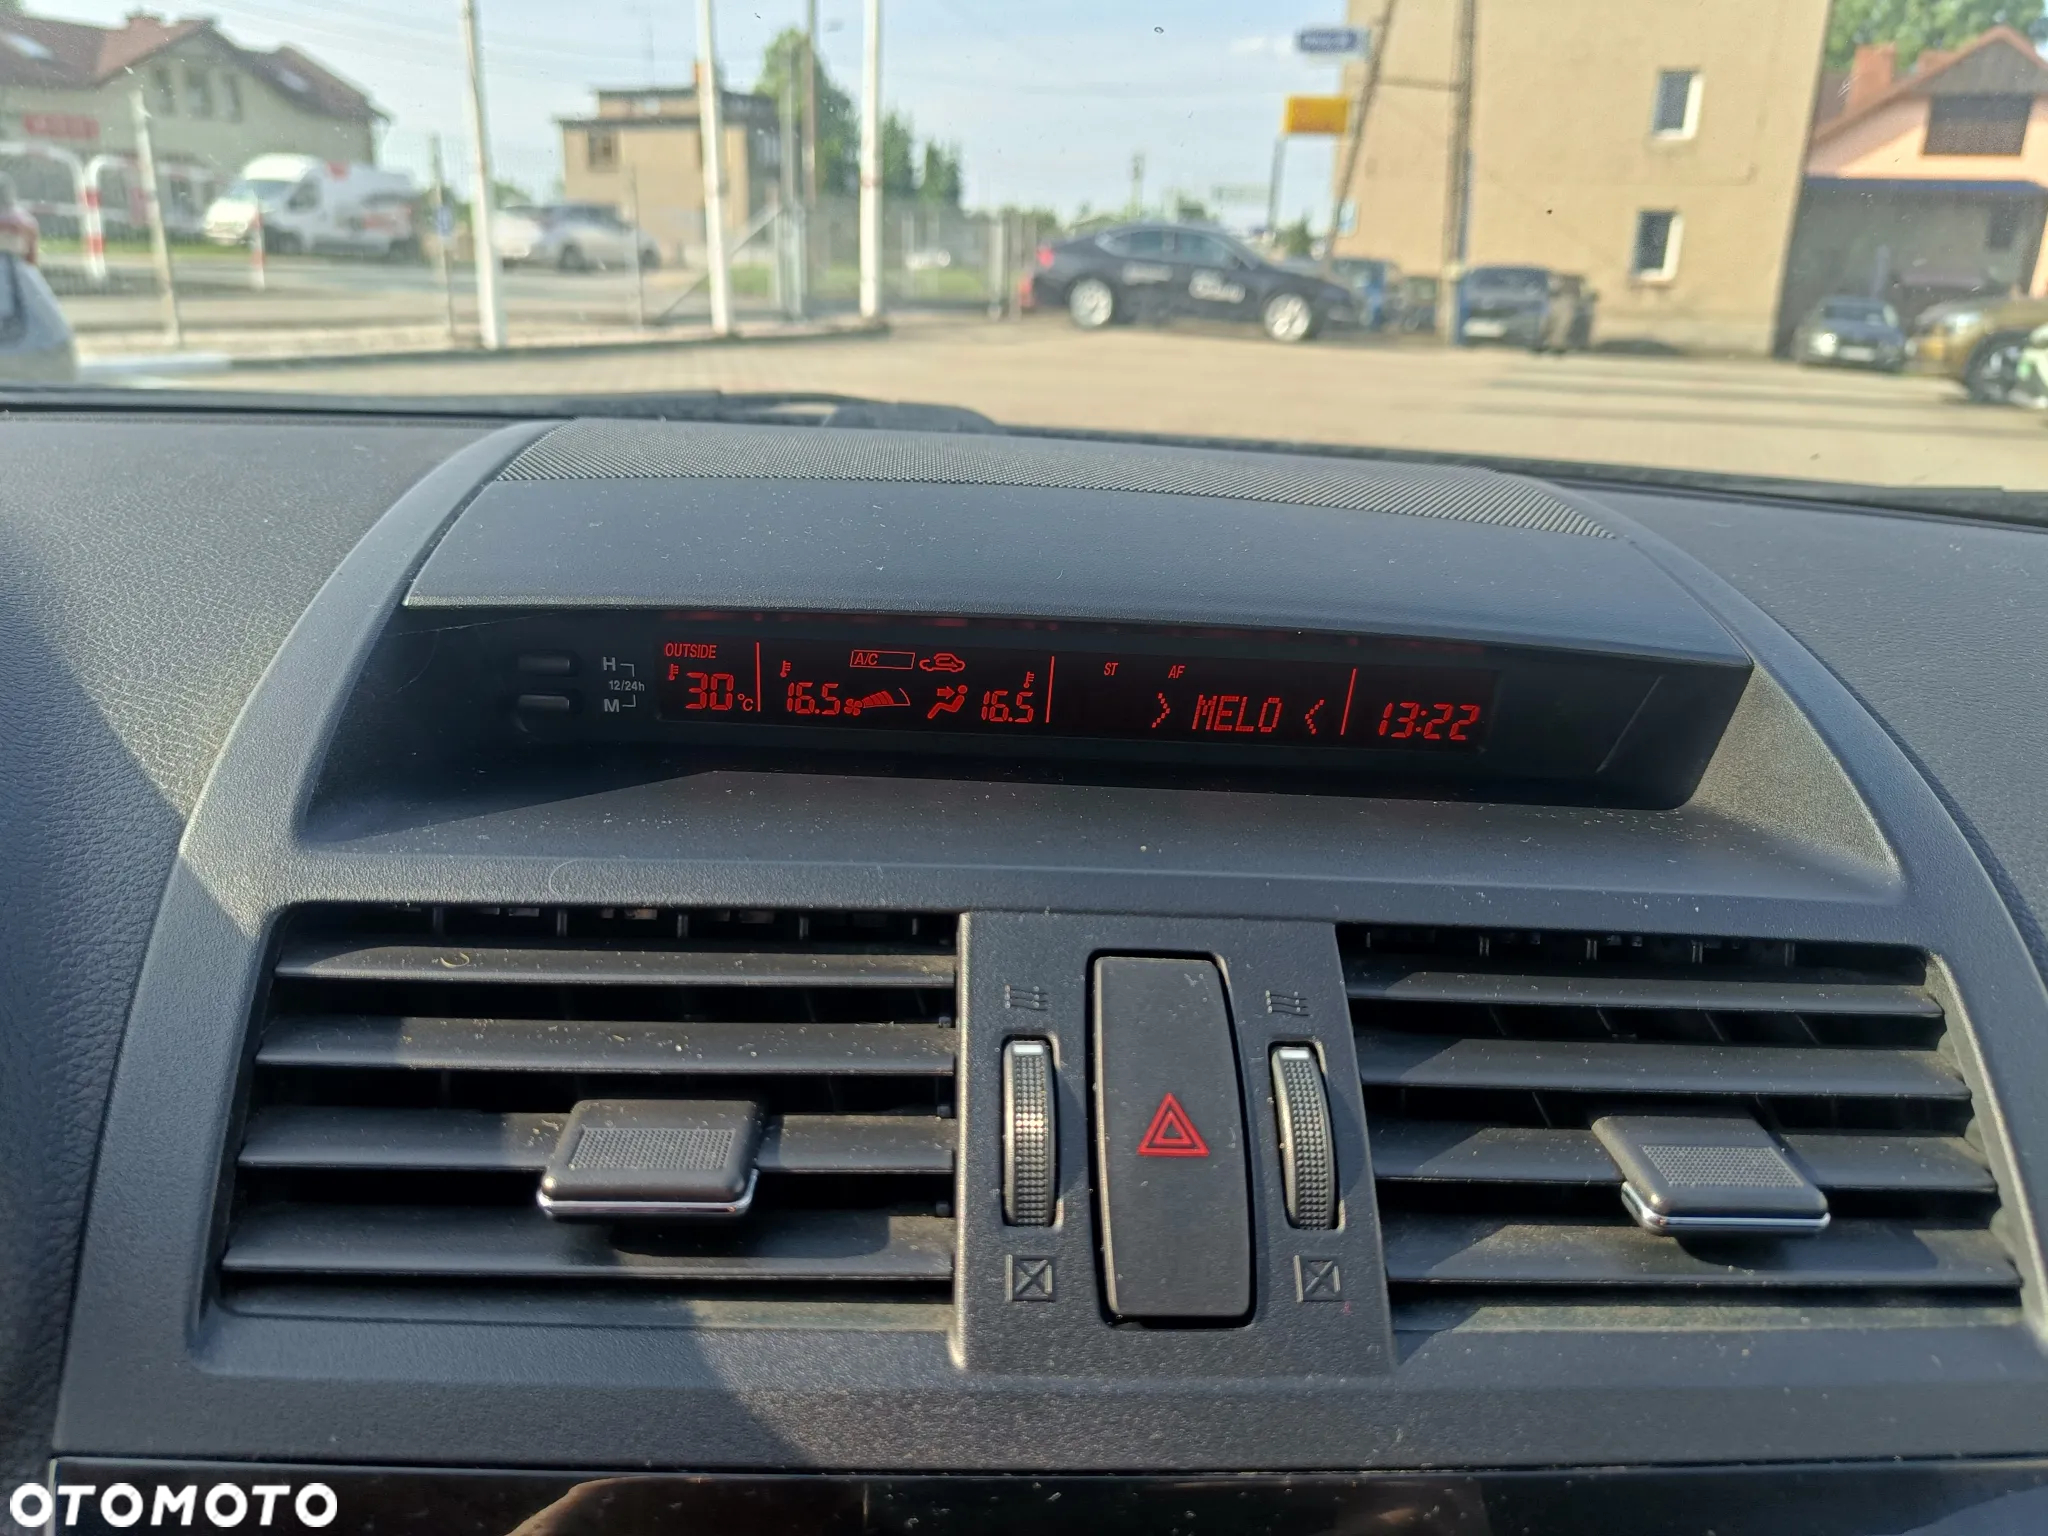 OUTSIDE
30°C
16.5
A/C
16.5
ST
AF
> MELO <
13:22
H
12/24h
M
OTOMOTO